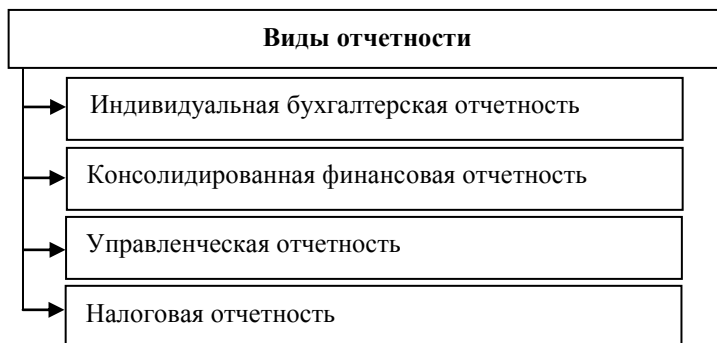 Виды отчетности
Индивидуальная бухгалтерская отчетность
Консолидированная финансовая отчетность
Управленческая отчетность
Налоговая отчетность